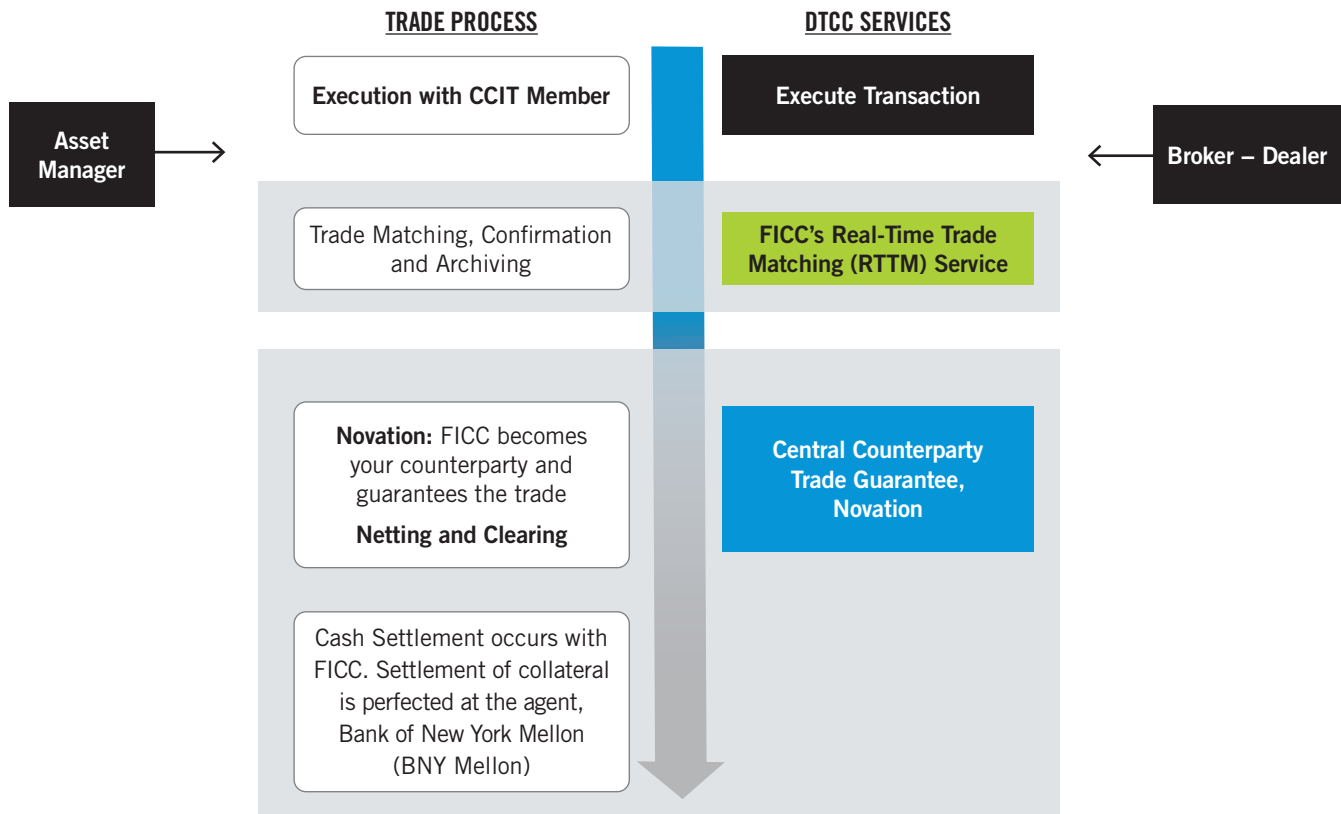 TRADE PROCESS
DTCC SERVICES
Execution with CCIT Member
Execute Transaction
Asset
Manager
Broker – Dealer
Trade Matching, Confirmation
and Archiving
FICC's Real-Time Trade
Matching (RTTM) Service
Novation: FICC becomes
your counterparty and
guarantees the trade
Netting and Clearing
Central Counterparty
Trade Guarantee,
Novation
Cash Settlement occurs with
FICC. Settlement of collateral
is perfected at the agent,
Bank of New York Mellon
(BNY Mellon)